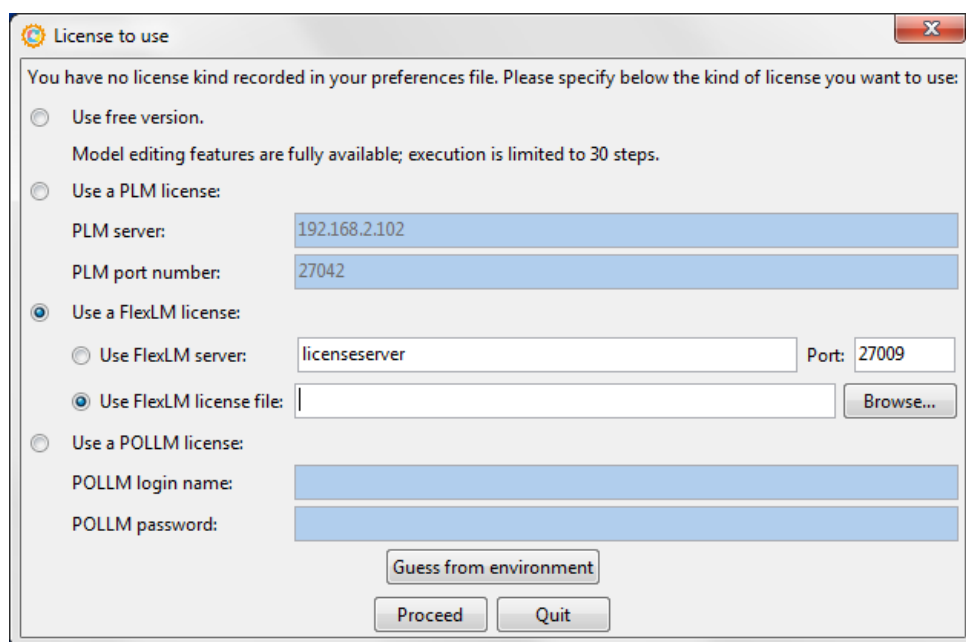 License to use
You have no license kind recorded in your preferences file. Please specify below the kind of license you want to use:
Use free version.
Model editing features are fully available; execution is limited to 30 steps.
Use a PLM license:
PLM server: 192.168.2.102
PLM port number: 27042
Use a FlexLM license:
Use FlexLM server: licenseserver Port: 27009
Use FlexLM license file: Browse...
Use a POLLM license:
POLLM login name:
POLLM password:
Guess from environment
Proceed Quit